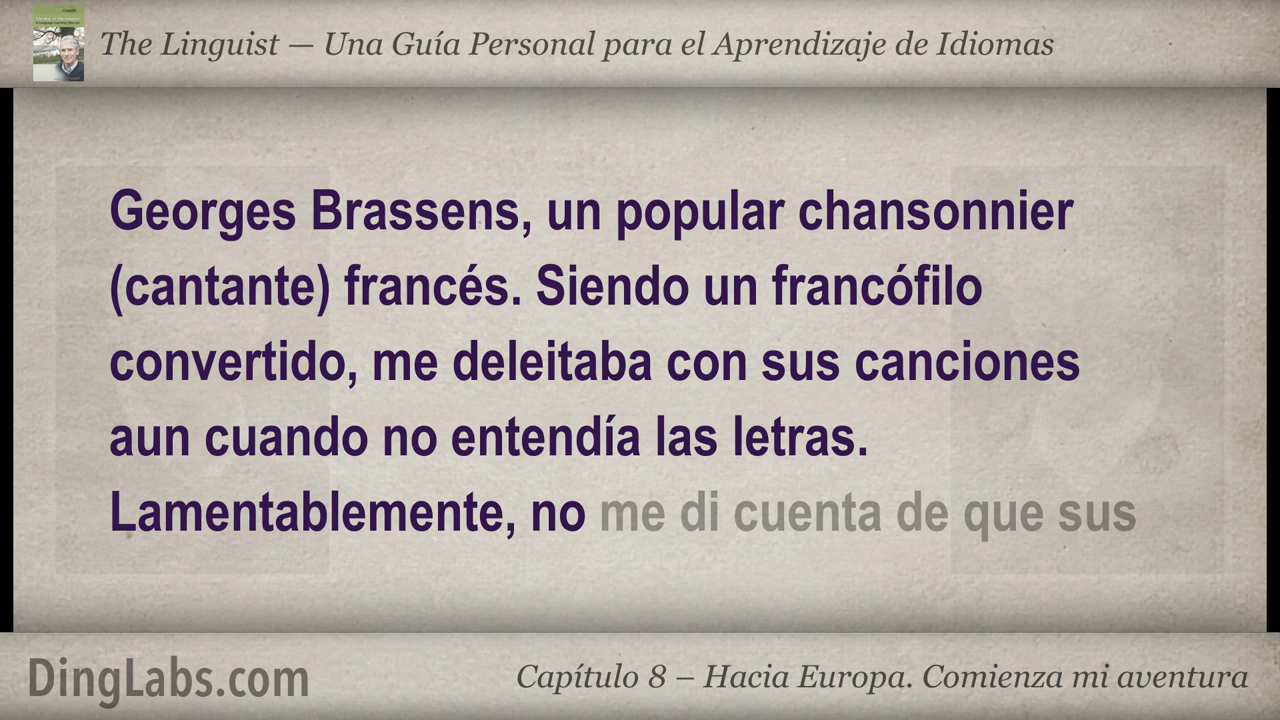 The Linguist — Una Guía Personal para el Aprendizaje de Idiomas
Georges Brassens, un popular chansonnier
(cantante) francés. Siendo un francófilo
convertido, me deleitaba con sus canciones
aun cuando no entendía las letras.
Lamentablemente, no me di cuenta de que sus
DingLabs.com
Capítulo 8 – Hacia Europa. Comienza mi aventura